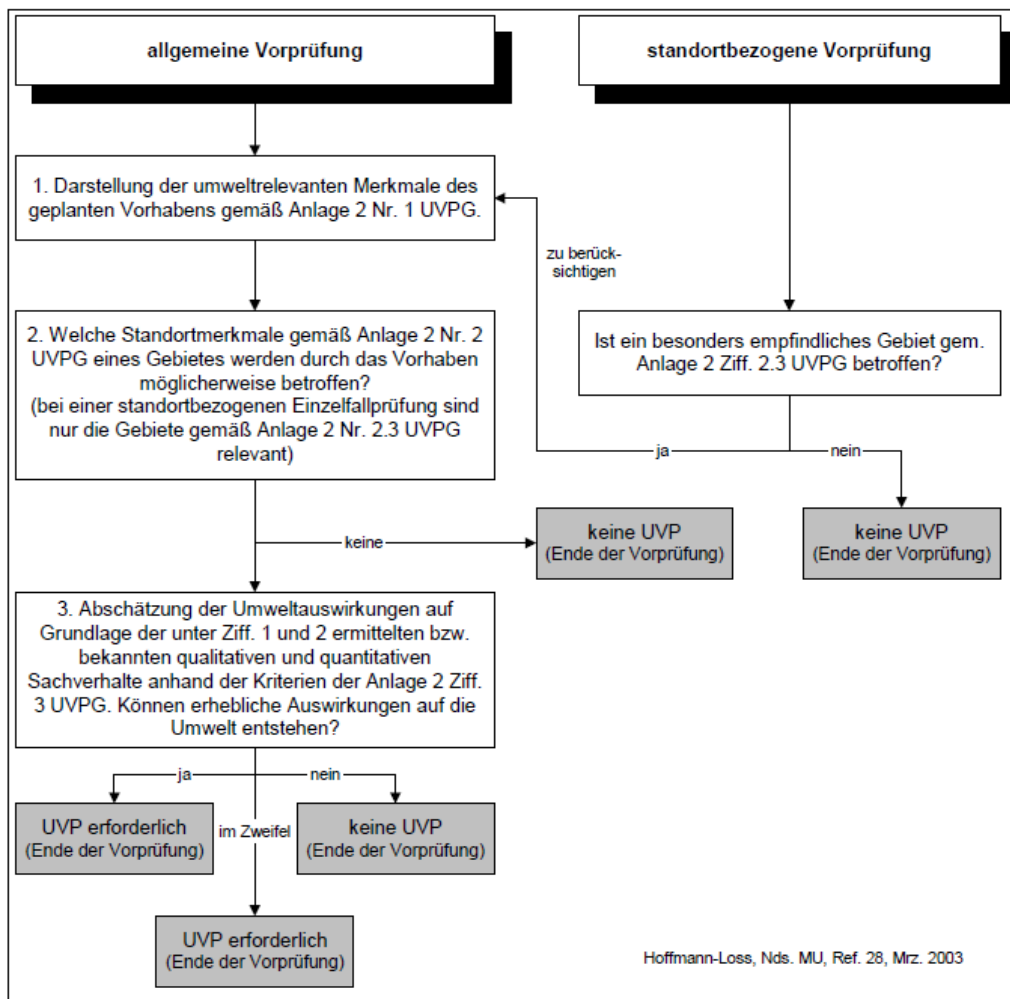 allgemeine Vorprüfung
standortbezogene Vorprüfung
1. Darstellung der umweltrelevanten Merkmale des
geplanten Vorhabens gemäß Anlage 2 Nr. 1 UVPG.
zu berück-
sichtigen
2. Welche Standortmerkmale gemäß Anlage 2 Nr. 2
UVPG eines Gebietes werden durch das Vorhaben
möglicherweise betroffen?
(bei einer standortbezogenen Einzelfallprüfung sind
nur die Gebiete gemäß Anlage 2 Nr. 2.3 UVPG
relevant)
Ist ein besonders empfindliches Gebiet gem.
Anlage 2 Ziff. 2.3 UVPG betroffen?
ja
nein
keine
keine UVP
(Ende der Vorprüfung)
keine UVP
(Ende der Vorprüfung)
3. Abschätzung der Umweltauswirkungen auf
Grundlage der unter Ziff. 1 und 2 ermittelten bzw.
bekannten qualitativen und quantitativen
Sachverhalte anhand der Kriterien der Anlage 2 Ziff.
3 UVPG. Können erhebliche Auswirkungen auf die
Umwelt entstehen?
ja
nein
UVP erforderlich
(Ende der Vorprüfung)
im Zweifel
keine UVP
(Ende der Vorprüfung)
UVP erforderlich
(Ende der Vorprüfung)
Hoffmann-Loss, Nds. MU, Ref. 28, Mrz. 2003